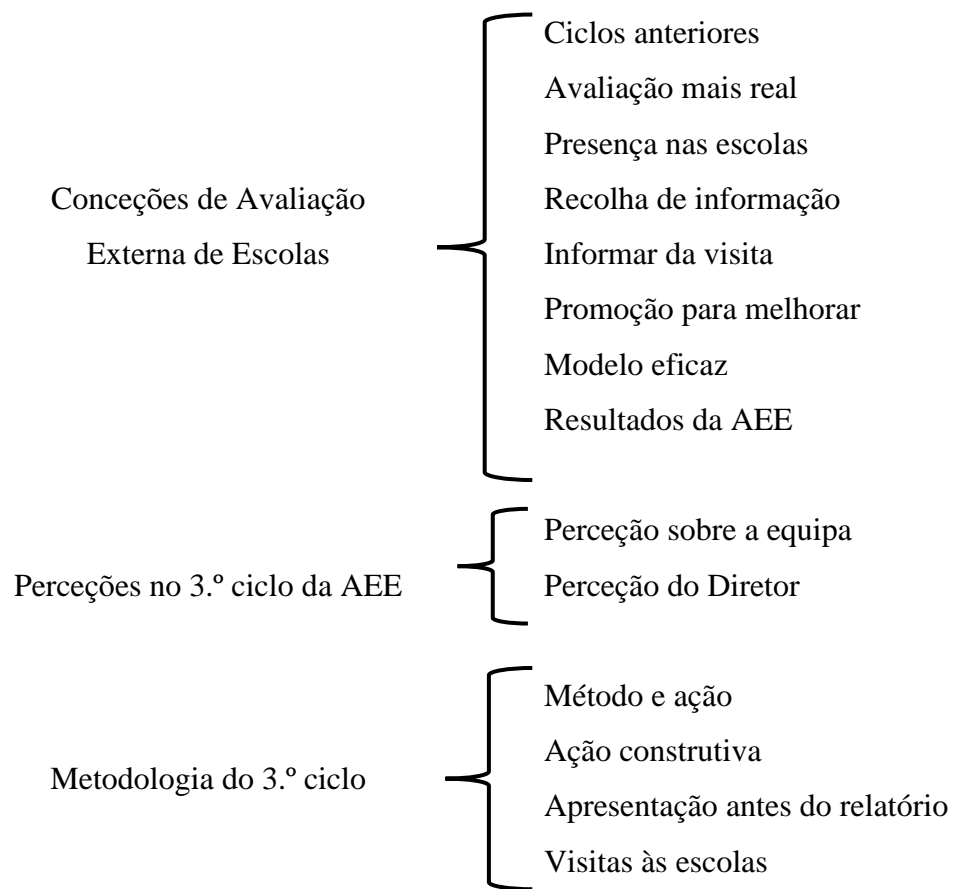 Conceções de Avaliação
Externa de Escolas
Ciclos anteriores
Avaliação mais real
Presença nas escolas
Recolha de informação
Informar da visita
Promoção para melhorar
Modelo eficaz
Resultados da AEE
Perceções no 3.º ciclo da AEE
Perceção sobre a equipa
Perceção do Diretor
Metodologia do 3.º ciclo
Método e ação
Ação construtiva
Apresentação antes do relatório
Visitas às escolas